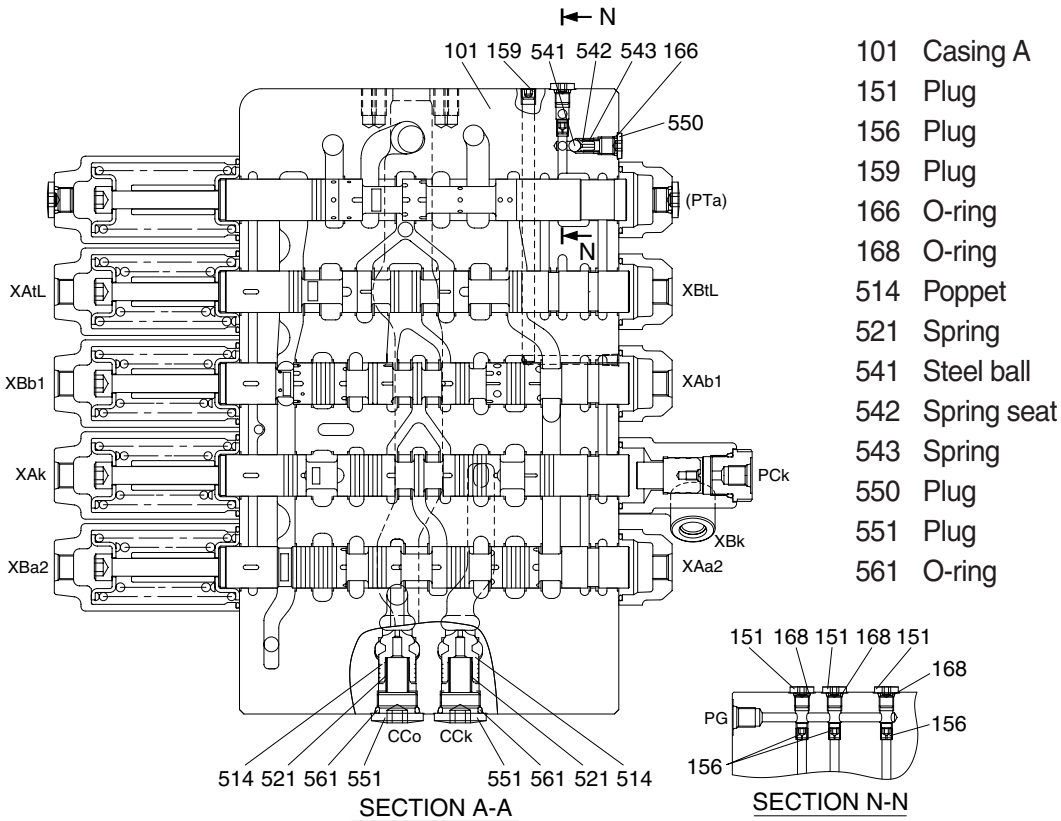 N
101 159 541 542 543 166
550
(PTa)
N
XAtL XBtL
XBb1 XAb1
XAk PCk
XBk
XBa2 XAa2
CCo CCk
514 521 561 551 551 561 521 514
SECTION A-A
101 Casing A
151 Plug
156 Plug
159 Plug
166 O-ring
168 O-ring
514 Poppet
521 Spring
541 Steel ball
542 Spring seat
543 Spring
550 Plug
551 Plug
561 O-ring
151 168 151 168 151
168
PG
156
156
SECTION N-N